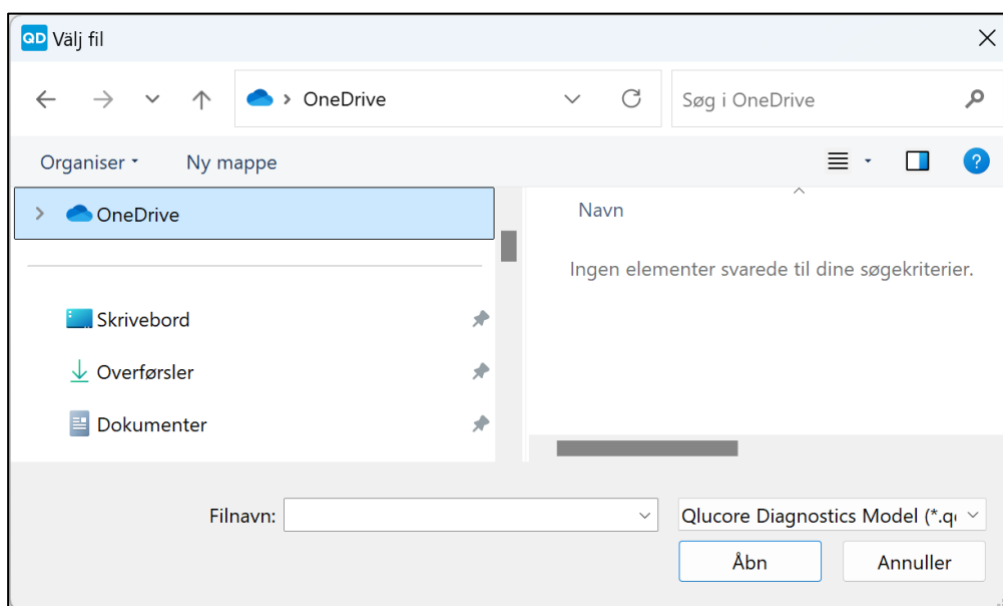 QD Välj fil
OneDrive
Søg i OneDrive
Organiser
Ny mappe
OneDrive
Navn
Ingen elementer svarede til dine søgekriterier.
Skrivebord
Overførsler
Dokumenter
Filnavn:
Qlucore Diagnostics Model (*.q
Åbn
Annuller